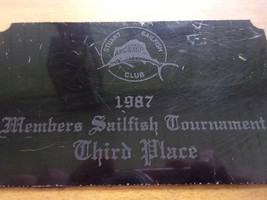 STUART SAILFISH
CLUB
1987
Members Sailfish Tournament
Third Place